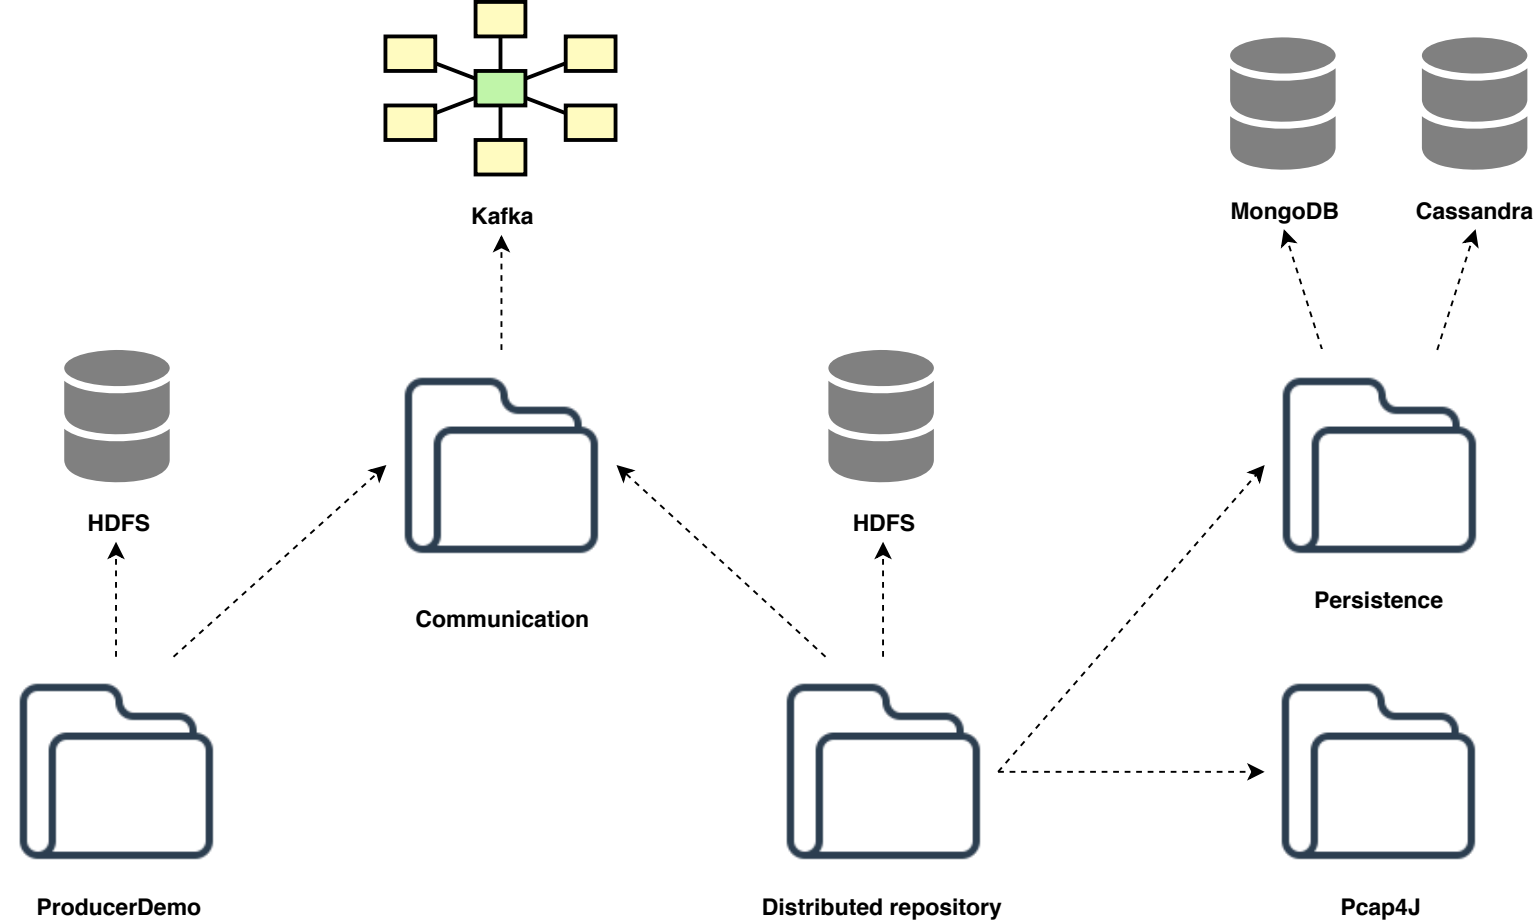 Kafka
MongoDB
Cassandra
HDFS
HDFS
Communication
Persistence
ProducerDemo
Distributed repository
Pcap4J